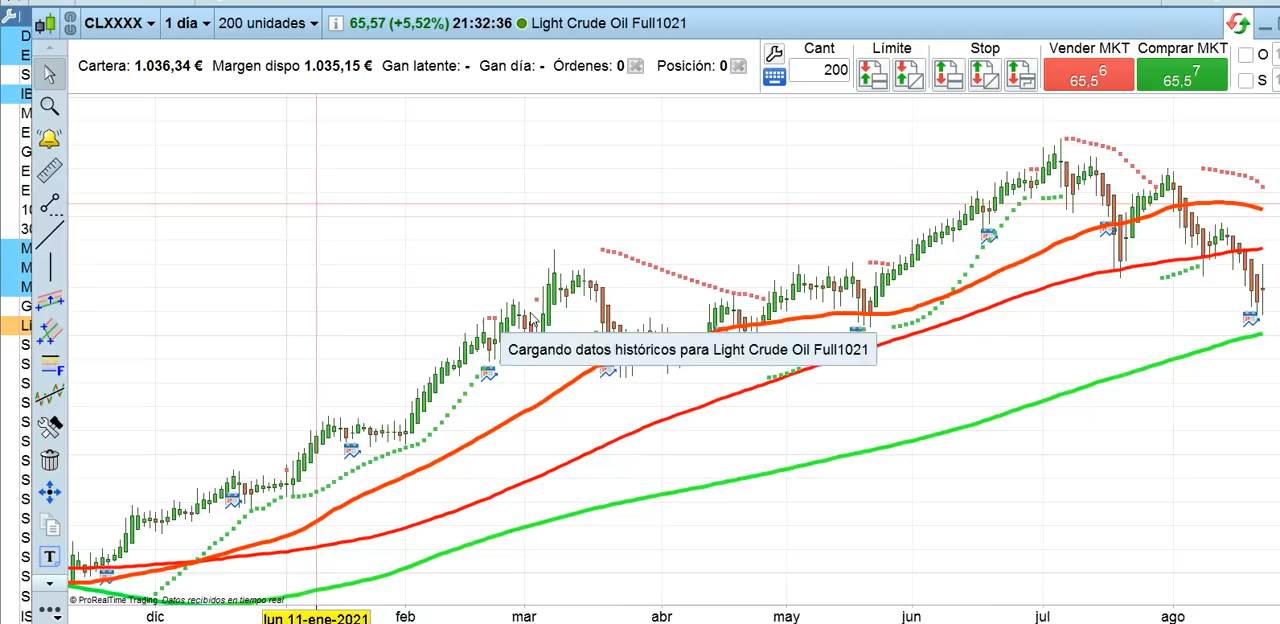 CLXXXX 1 día 200 unidades 65,57 (+5,52%) 21:32:36 Light Crude Oil Full1021
Cartera: 1.036,34 € Margen dispo 1.035,15 € Gan latente: - Gan día: - Órdenes: 0 Posición: 0
Cant Límite Stop Vender MKT Comprar MKT
200 65,5⁶ 65,5⁷
O
S
D
E
S
IE
M
E
G
E
E
E
M
M
M
G
S
S
S
S
S
S
S
S
S
S
S
S
S
S
F
T
Cargando datos históricos para Light Crude Oil Full1021
© ProRealTime Trading Datos recibidos en tiempo real
dic lun 11-ene-2021 feb mar abr may jun jul ago